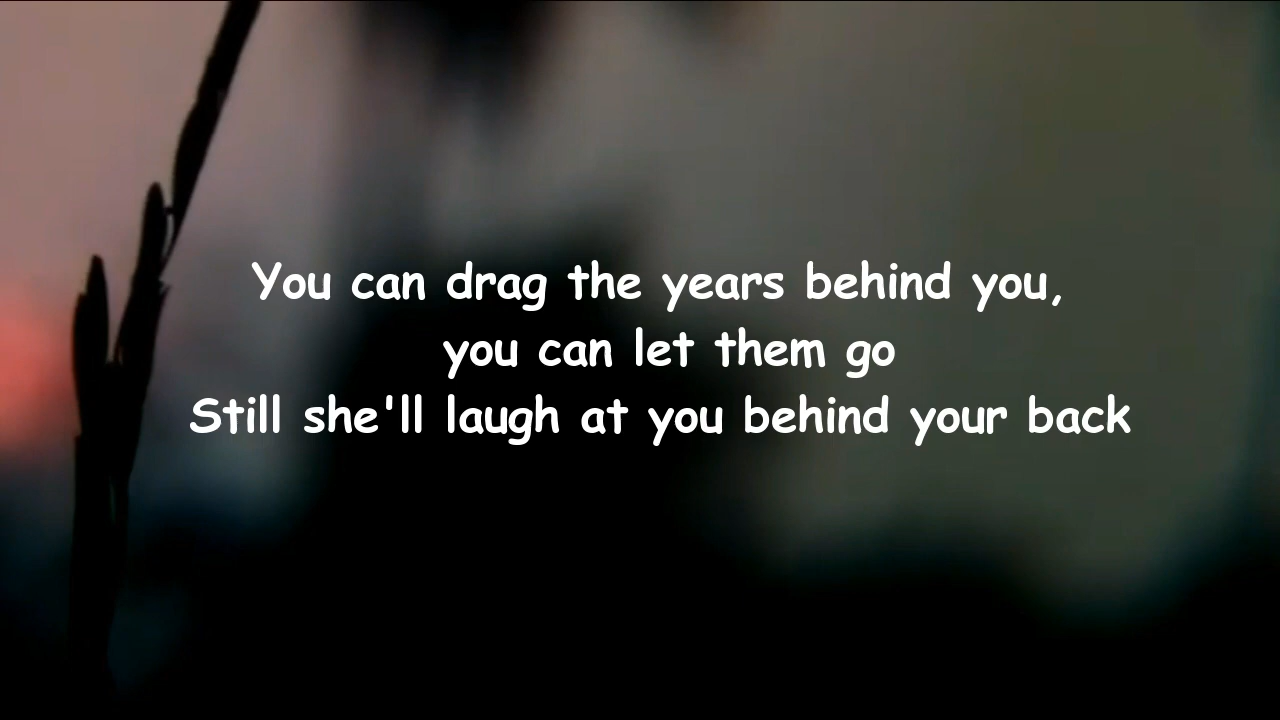 You can drag the years behind you,
you can let them go
Still she'll laugh at you behind your back